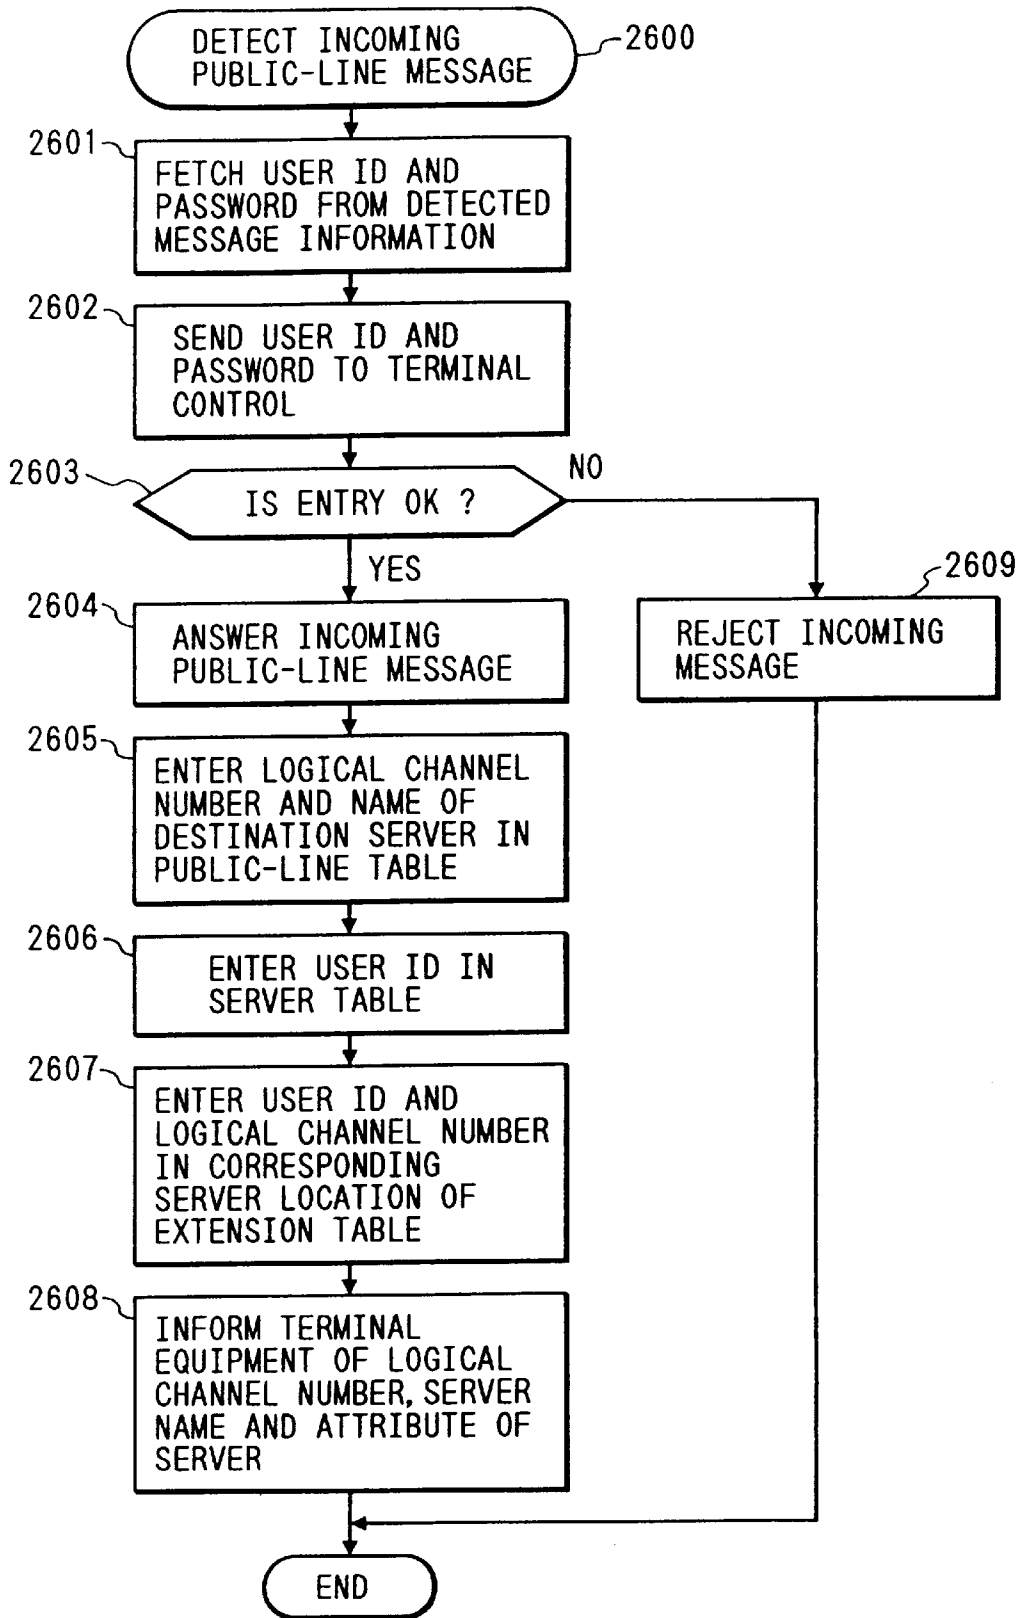 DETECT INCOMING
PUBLIC-LINE MESSAGE
2600
2601
FETCH USER ID AND
PASSWORD FROM DETECTED
MESSAGE INFORMATION
2602
SEND USER ID AND
PASSWORD TO TERMINAL
CONTROL
2603
IS ENTRY OK ?
NO
YES
2604
ANSWER INCOMING
PUBLIC-LINE MESSAGE
2609
REJECT INCOMING
MESSAGE
2605
ENTER LOGICAL CHANNEL
NUMBER AND NAME OF
DESTINATION SERVER IN
PUBLIC-LINE TABLE
2606
ENTER USER ID IN
SERVER TABLE
2607
ENTER USER ID AND
LOGICAL CHANNEL NUMBER
IN CORRESPONDING
SERVER LOCATION OF
EXTENSION TABLE
2608
INFORM TERMINAL
EQUIPMENT OF LOGICAL
CHANNEL NUMBER, SERVER
NAME AND ATTRIBUTE OF
SERVER
END